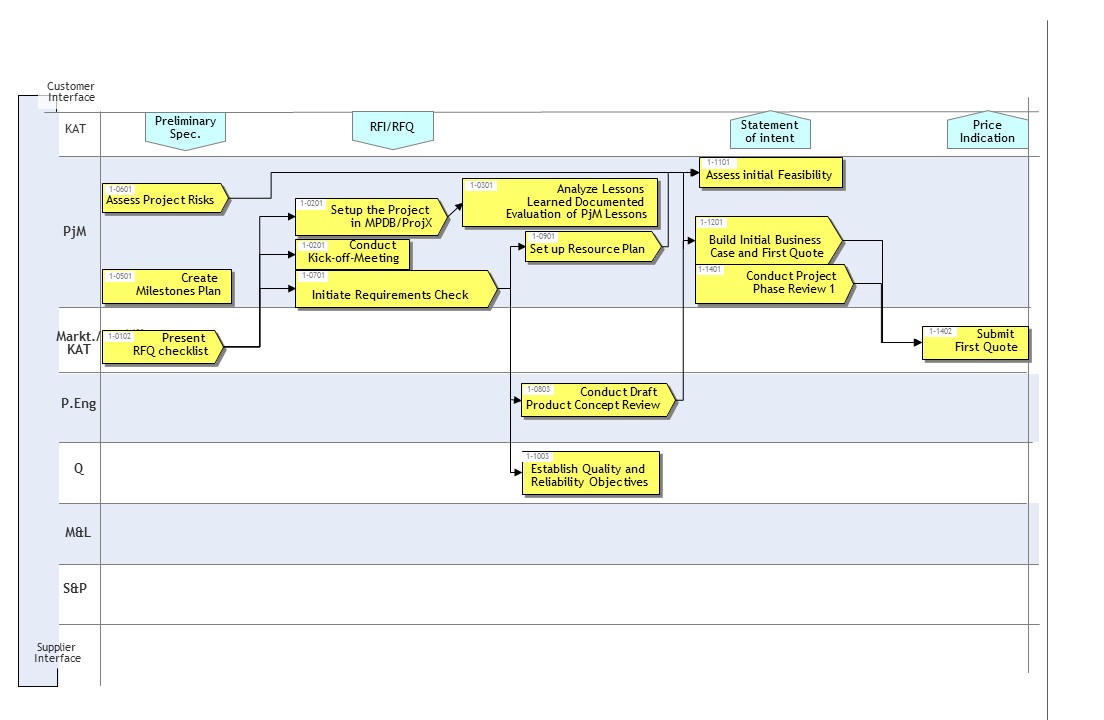 Customer
Interface
KAT
Preliminary
Spec.
RFI/RFQ
Statement
of intent
Price
Indication
PjM
1-0601
Assess Project Risks
1-0201
Setup the Project
in MPDB/ProjX
1-0301
Analyze Lessons
Learned Documented
Evaluation of PjM Lessons
1-1101
Assess initial Feasibility
1-0201
Conduct
Kick-off-Meeting
1-0901
Set up Resource Plan
1-1201
Build Initial Business
Case and First Quote
1-0501
Create
Milestones Plan
1-0701
Initiate Requirements Check
1-1401
Conduct Project
Phase Review 1
Markt./
KAT
1-0102
Present
RFQ checklist
1-1402
Submit
First Quote
P.Eng
1-0803
Conduct Draft
Product Concept Review
Q
1-1003
Establish Quality and
Reliability Objectives
M&L
S&P
Supplier
Interface